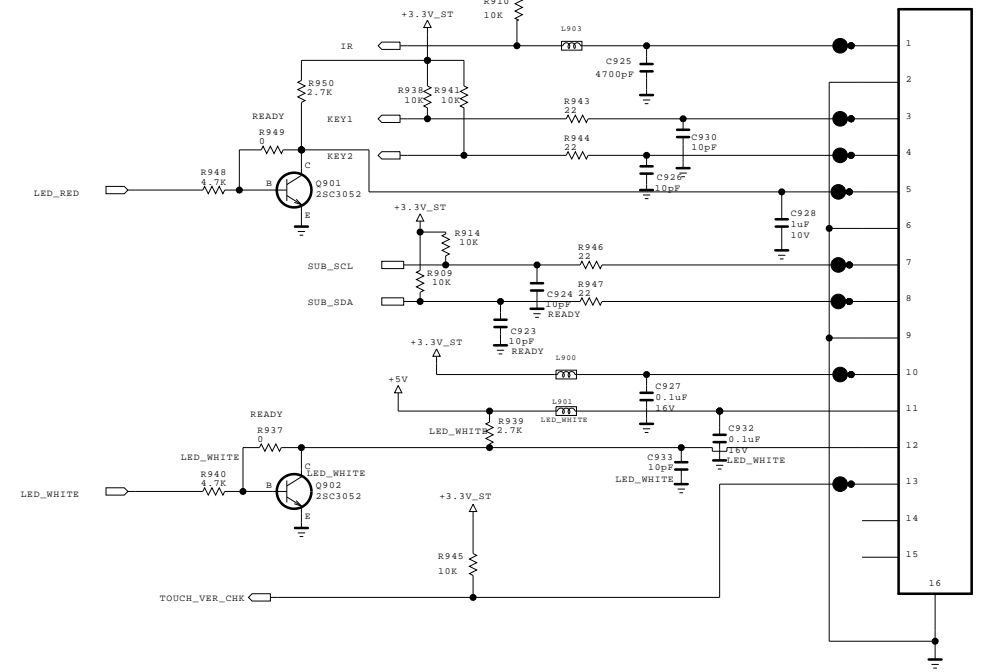 R910
10K
+3.3V_ST
L903
IR
1
C925
4700pF
2
R950
2.7K
R938
10K
R941
10K
R943
22
KEY1
3
READY
R949
0
R944
22
C930
10pF
KEY2
4
C
R948
4.7K
C926
10pF
B
Q901
2SC3052
LED_RED
5
+3.3V_ST
E
C928
1uF
10V
6
R914
10K
R946
22
SUB_SCL
7
R909
10K
R947
22
C924
10pF
READY
SUB_SDA
8
C923
10pF
READY
9
+3.3V_ST
L900
10
+5V
C927
0.1uF
16V
L901
LED_WHITE
11
READY
R937
0
R939
2.7K
LED_WHITE
C932
0.1uF
16V
LED_WHITE
12
LED_WHITE
C933
10pF
LED_WHITE
C
LED_WHITE
R940
4.7K
B
Q902
2SC3052
LED_WHITE
13
+3.3V_ST
E
14
R945
10K
15
16
TOUCH_VER_CHK